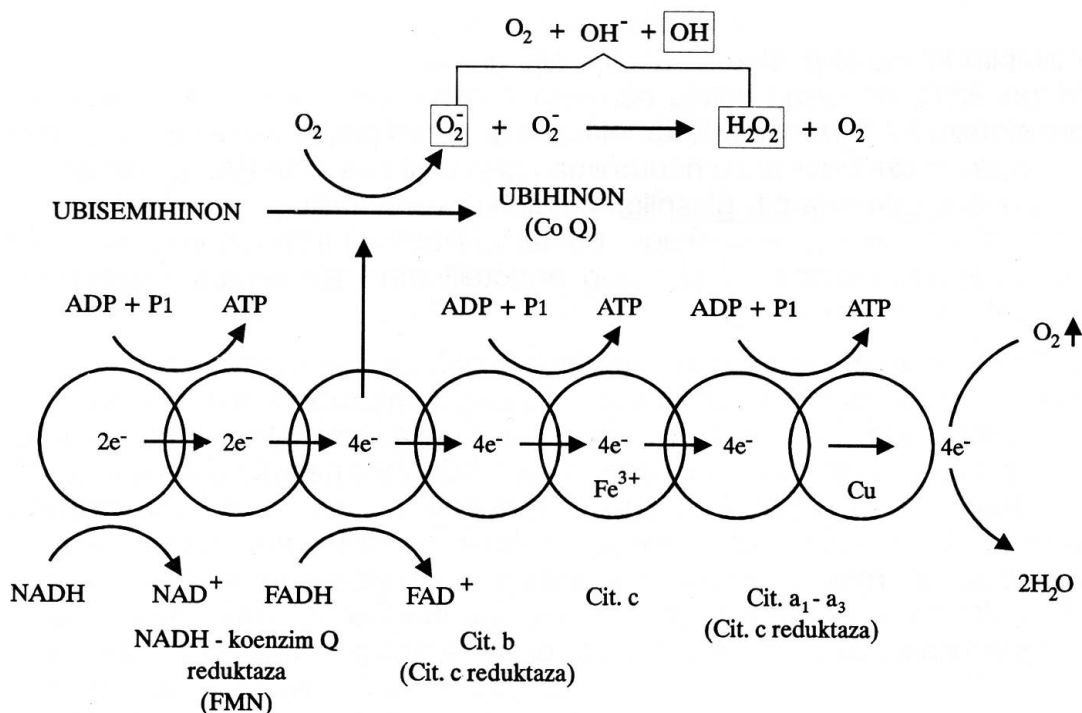 O₂ + OH⁻ + OH
O₂ O₂⁻ + O₂⁻ H₂O₂ + O₂
UBISEMIHINON UBIHINON
(Co Q)
ADP + P1 ATP ADP + P1 ATP ADP + P1 ATP O₂
2e⁻ 2e⁻ 4e⁻ 4e⁻ 4e⁻ 4e⁻ 4e⁻
Fe³⁺ Cu
NADH NAD⁺ FADH FAD⁺ Cit. c Cit. a₁ - a₃ 2H₂O
(Cit. c reduktaza)
NADH - koenzim Q Cit. b
reduktaza (Cit. c reduktaza)
(FMN)